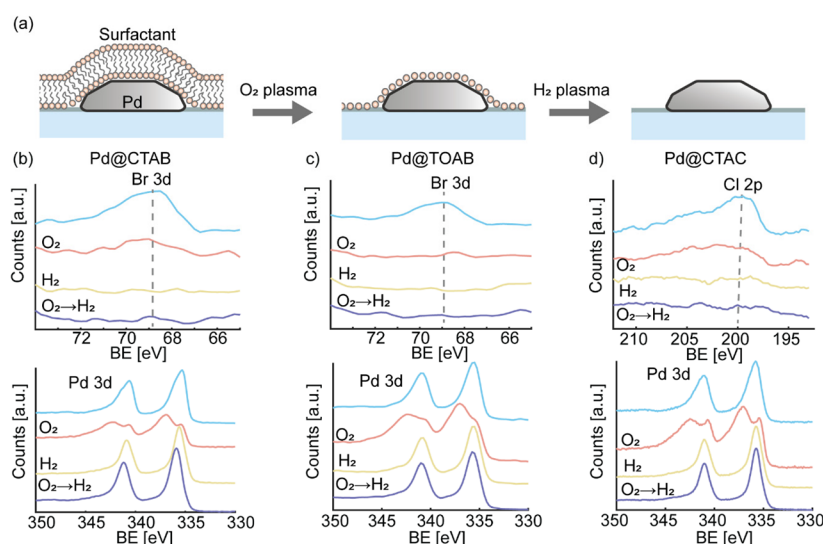 (a)
Surfactant
Pd
O₂ plasma
H₂ plasma
(b) Pd@CTAB
c) Pd@TOAB
d) Pd@CTAC
Br 3d
O₂
H₂
O₂→H₂
Counts [a.u.]
72 70 68 66
BE [eV]
Br 3d
O₂
H₂
O₂→H₂
Counts [a.u.]
72 70 68 66
BE [eV]
Cl 2p
O₂
H₂
O₂→H₂
Counts [a.u.]
210 205 200 195
BE [eV]
Pd 3d
O₂
H₂
O₂→H₂
Counts [a.u.]
350 345 340 335 330
BE [eV]
Pd 3d
O₂
H₂
O₂→H₂
Counts [a.u.]
350 345 340 335 330
BE [eV]
Pd 3d
O₂
H₂
O₂→H₂
Counts [a.u.]
350 345 340 335 330
BE [eV]